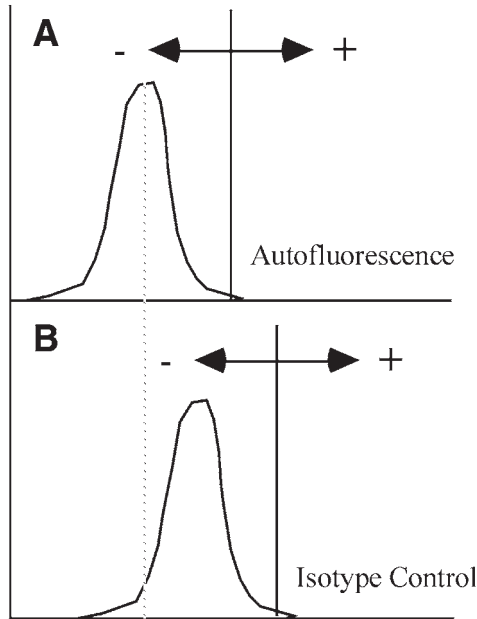 A
- +
Autofluorescence
B
- +
Isotype Control